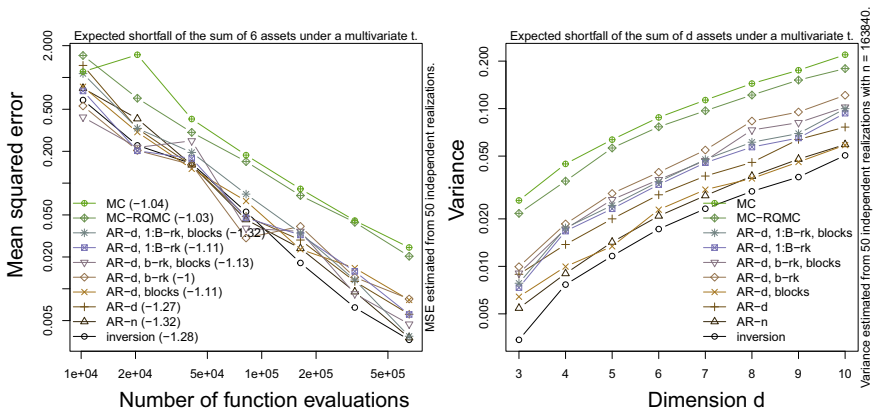 Expected shortfall of the sum of 6 assets under a multivariate t.
Mean squared error
2.000
0.500
0.200
0.050
0.020
0.005
MC (−1.04)
MC−RQMC (−1.03)
AR−d, 1:B−rk, blocks (−1.32)
AR−d, 1:B−rk (−1.11)
AR−d, b−rk, blocks (−1.13)
AR−d, b−rk (−1)
AR−d, blocks (−1.11)
AR−d (−1.27)
AR−n (−1.32)
inversion (−1.28)
1e+04 2e+04 5e+04 1e+05 2e+05 5e+05
Number of function evaluations
MSE estimated from 50 independent realizations.
Expected shortfall of the sum of d assets under a multivariate t.
Variance
0.200
0.100
0.050
0.020
0.010
0.005
MC
MC−RQMC
AR−d, 1:B−rk, blocks
AR−d, 1:B−rk
AR−d, b−rk, blocks
AR−d, b−rk
AR−d, blocks
AR−d
AR−n
inversion
3 4 5 6 7 8 9 10
Dimension d
Variance estimated from 50 independent realizations with n = 163840.